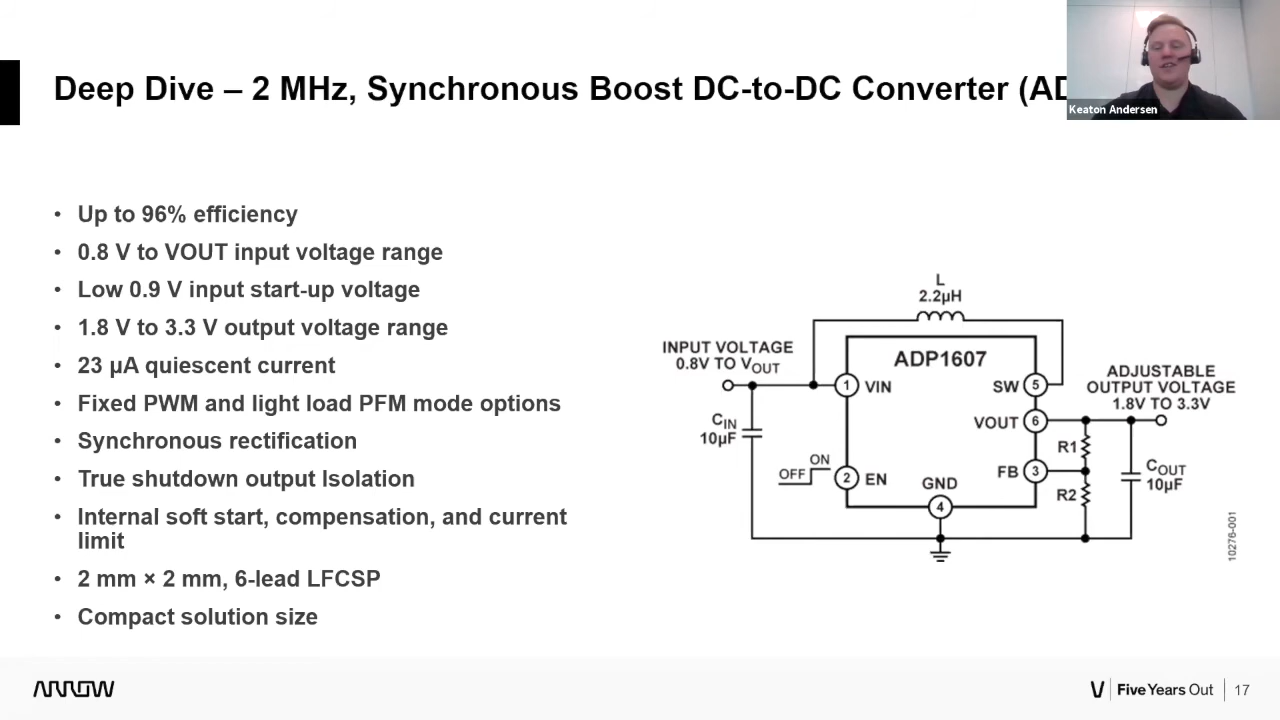 Deep Dive – 2 MHz, Synchronous Boost DC-to-DC Converter (AD
Keaton Andersen
• Up to 96% efficiency
• 0.8 V to VOUT input voltage range
• Low 0.9 V input start-up voltage
• 1.8 V to 3.3 V output voltage range
• 23 µA quiescent current
• Fixed PWM and light load PFM mode options
• Synchronous rectification
• True shutdown output Isolation
• Internal soft start, compensation, and current
limit
• 2 mm × 2 mm, 6-lead LFCSP
• Compact solution size
L
2.2µH
INPUT VOLTAGE
0.8V TO VOUT
ADP1607
1
VIN
SW
5
ADJUSTABLE
OUTPUT VOLTAGE
1.8V TO 3.3V
CIN
10µF
VOUT
6
R1
OFF
ON
2
EN
GND
4
FB
3
R2
COUT
10µF
10276-001
ARROW
Five Years Out
17